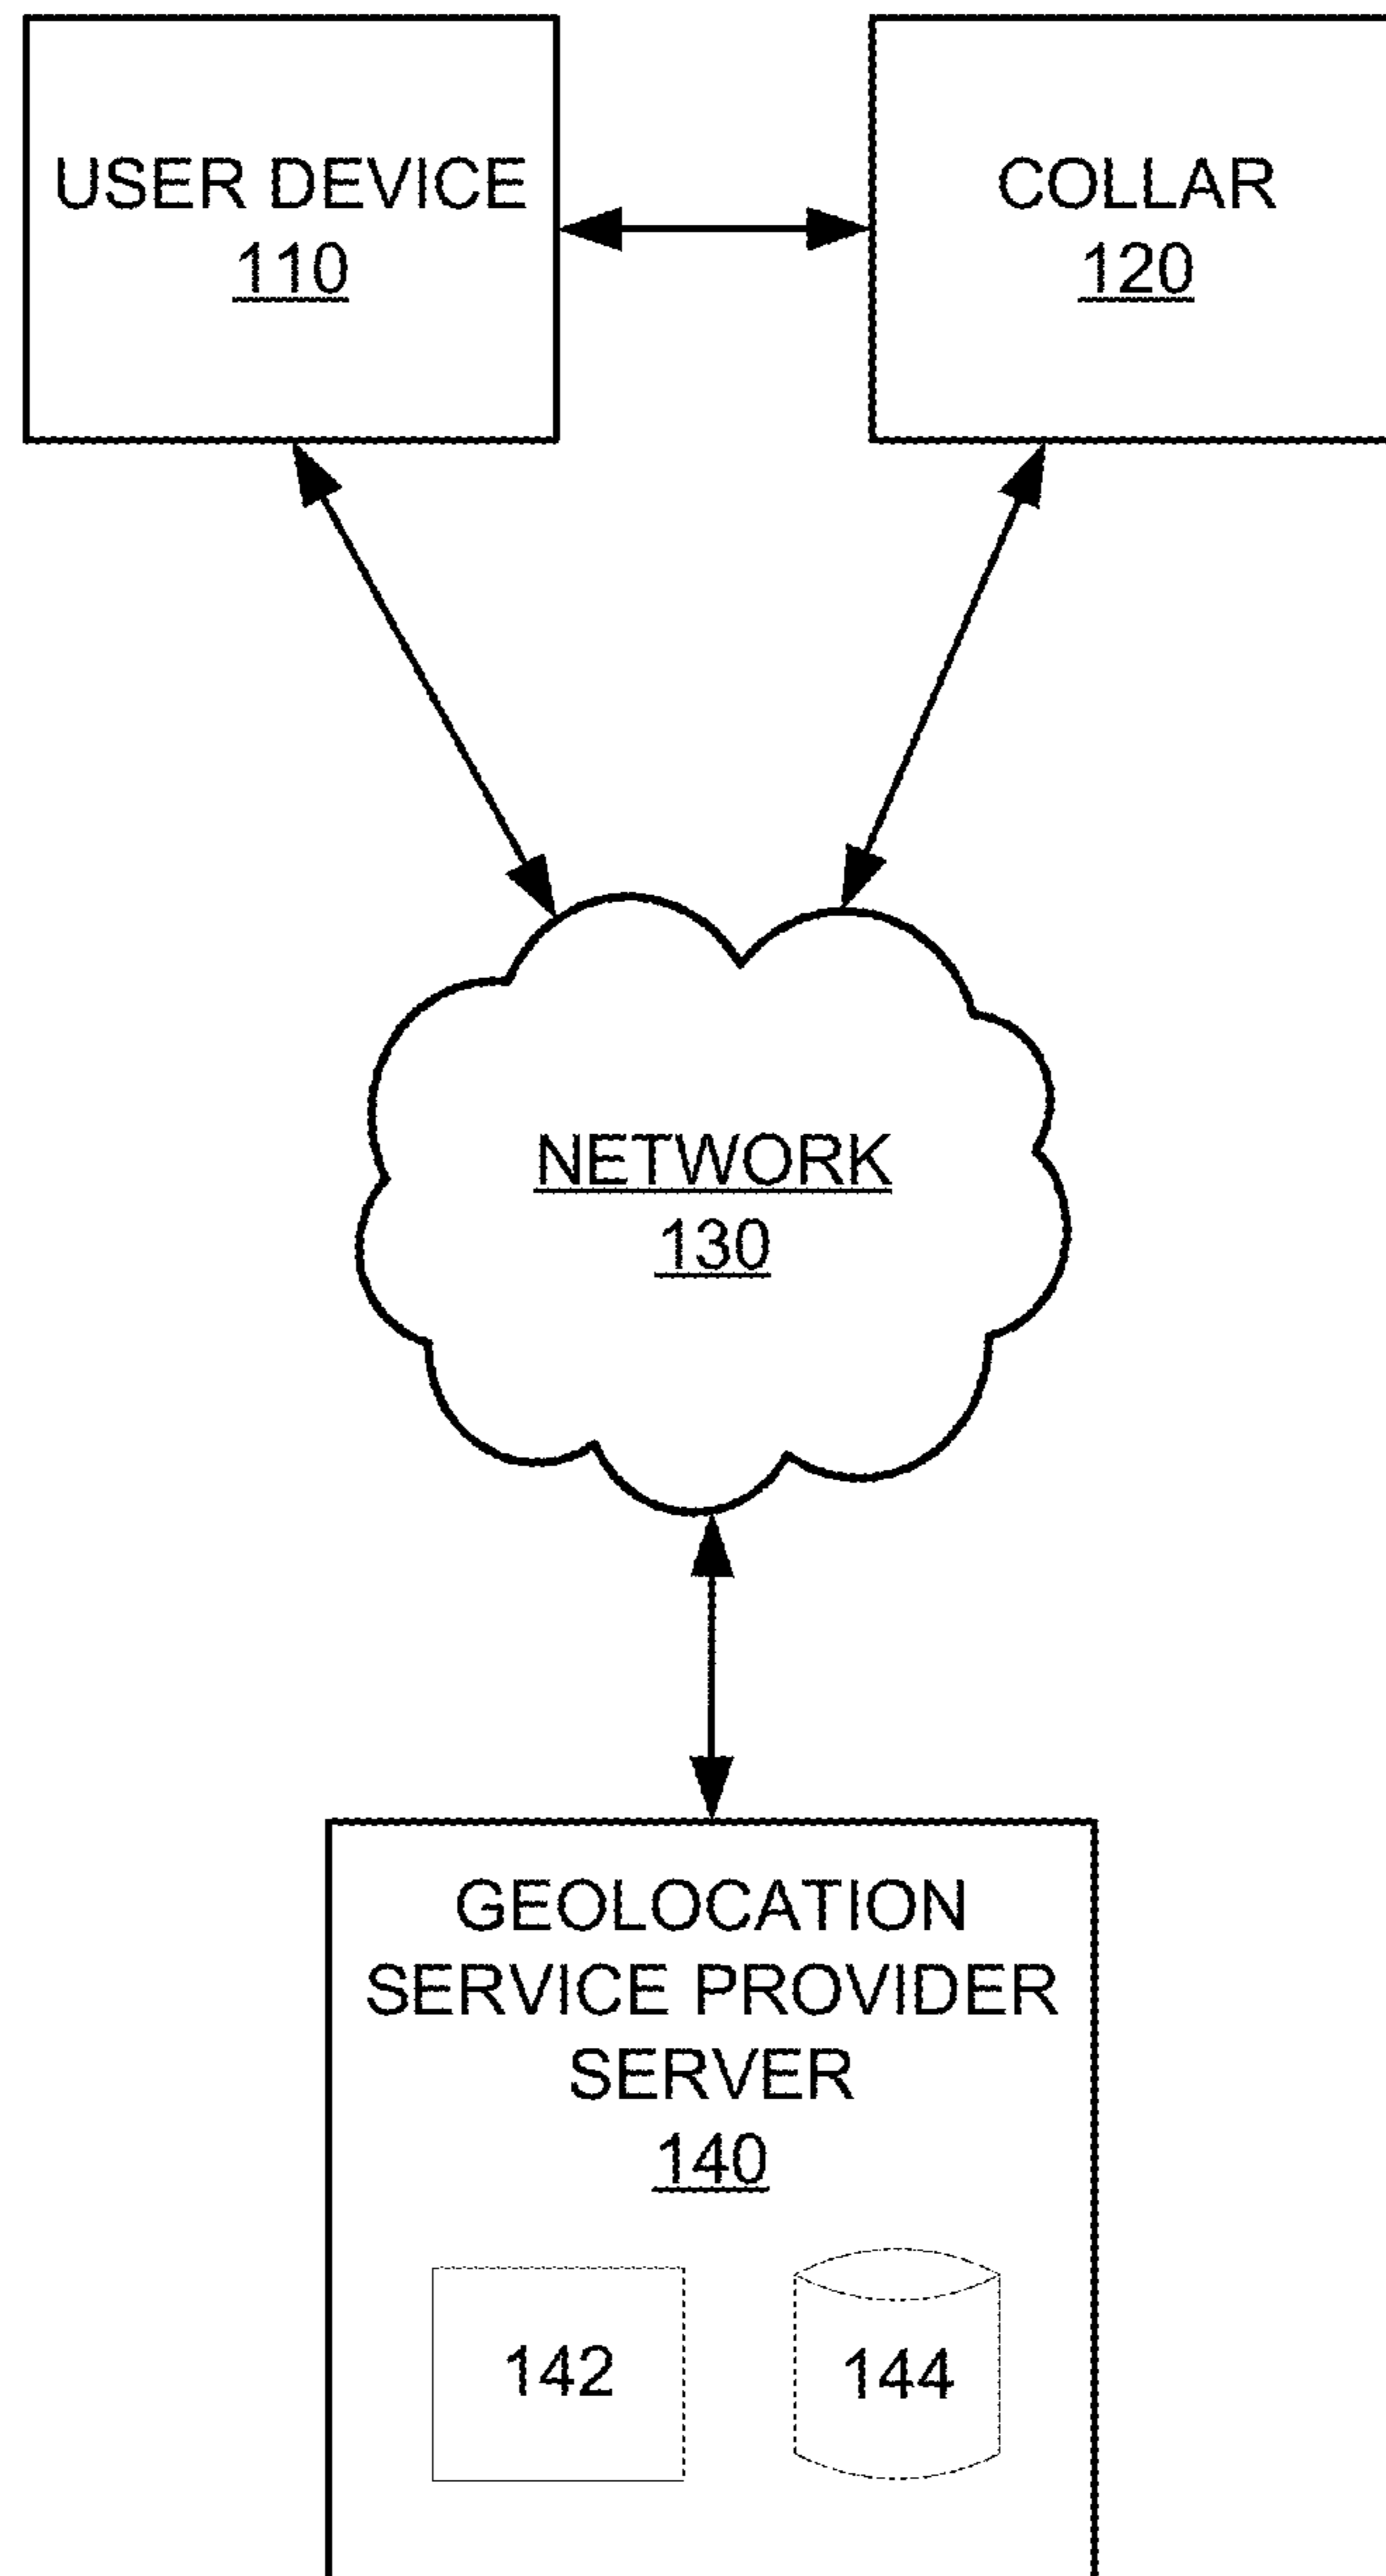 USER DEVICE
110
COLLAR
120
NETWORK
130
GEOLOCATION
SERVICE PROVIDER
SERVER
140
142
144